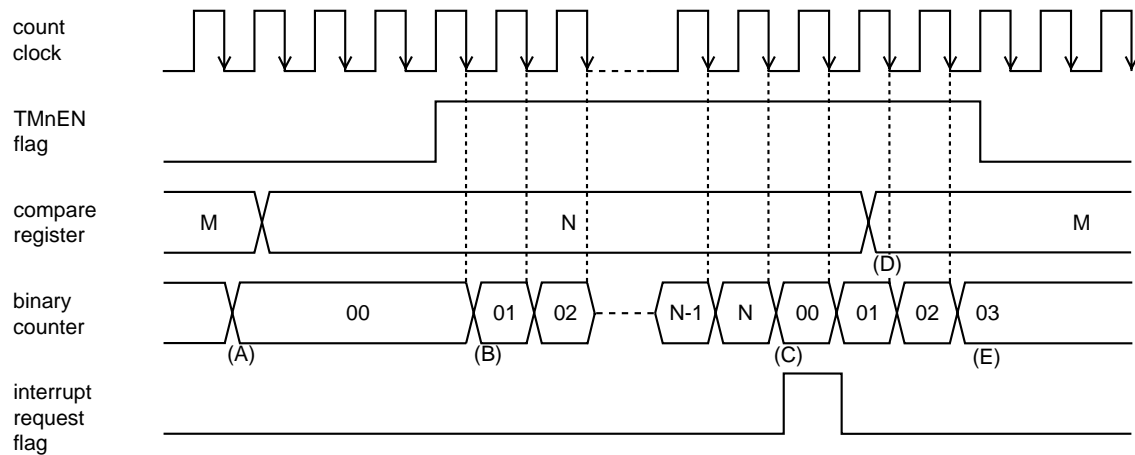 count
clock
TMnEN
flag
compare
register
M
N
M
(D)
binary
counter
00
01
02
N-1
N
00
01
02
03
(A)
(B)
(C)
(E)
interrupt
request
flag